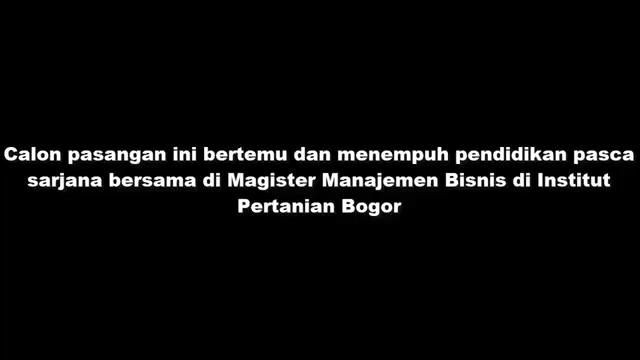 Calon pasangan ini bertemu dan menempuh pendidikan pasca
sarjana bersama di Magister Manajemen Bisnis di Institut
Pertanian Bogor